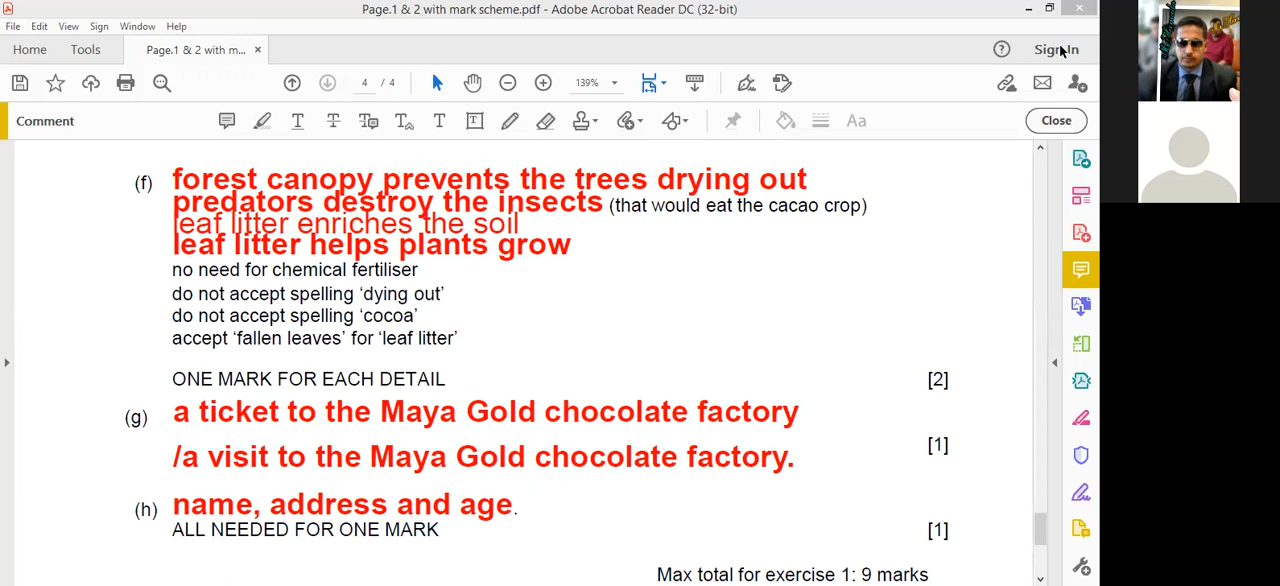 Page.1 & 2 with mark scheme.pdf - Adobe Acrobat Reader DC (32-bit)
File Edit View Sign Window Help
Home Tools Page.1 & 2 with m... × Sign In
4 / 4 139%
Comment Aa Close
(f) forest canopy prevents the trees drying out
predators destroy the insects (that would eat the cacao crop)
leaf litter enriches the soil
leaf litter helps plants grow
no need for chemical fertiliser
do not accept spelling ‘dying out’
do not accept spelling ‘cocoa’
accept ‘fallen leaves’ for ‘leaf litter’
ONE MARK FOR EACH DETAIL [2]
(g) a ticket to the Maya Gold chocolate factory
/a visit to the Maya Gold chocolate factory. [1]
(h) name, address and age.
ALL NEEDED FOR ONE MARK [1]
Max total for exercise 1: 9 marks